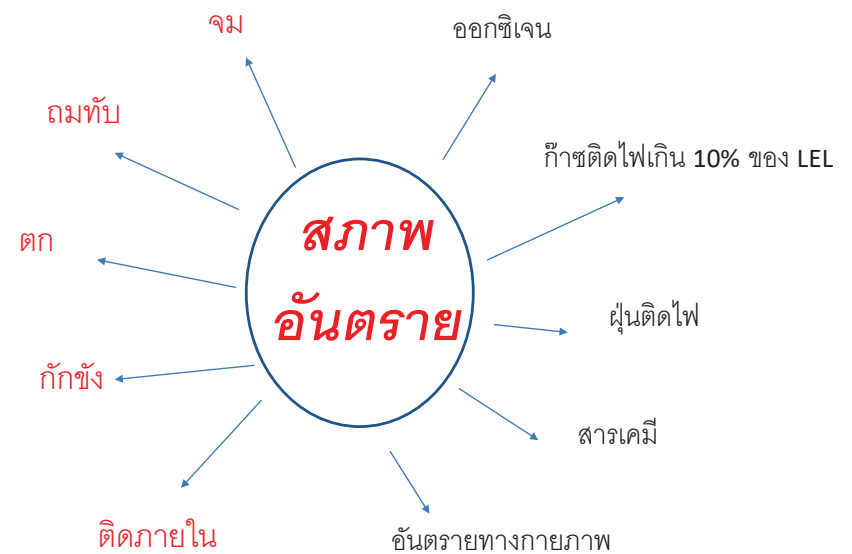 จม
ออกซิเจน
ถมทับ
ก๊าซติดไฟเกิน 10% ของ LEL
ตก
สภาพ
อันตราย
ฝุ่นติดไฟ
กักขัง
สารเคมี
ติดภายใน
อันตรายทางกายภาพ